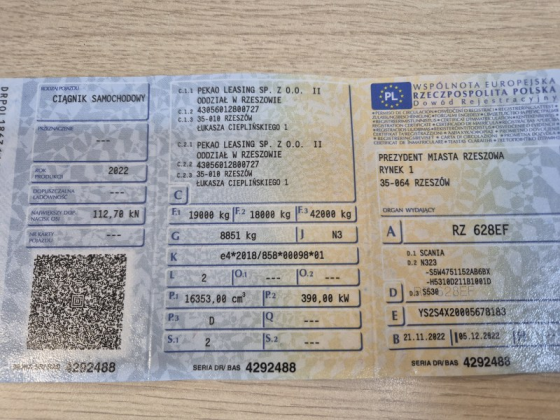 RODZAJ POJAZDU
CIĄGNIK SAMOCHODOWY
PRZEZNACZENIE
---
ROK PRODUKCJI
2022
DOPUSZCZALNA ŁADOWNOŚĆ
---
NAJWIĘKSZY DOP. NACISK OSI
112,70 kN
NR KARTY POJAZDU
---
SERIA DR/BAS 4292488
C.1.1 PEKAO LEASING SP. Z O.O. II
ODDZIAŁ W RZESZOWIE
C.1.2 43056012800727
C.1.3 35-010 RZESZÓW
ŁUKASZA CIEPLIŃSKIEGO 1
C.2.1 PEKAO LEASING SP. Z O.O. II
ODDZIAŁ W RZESZOWIE
C.2.2 43056012800727
C.2.3 35-010 RZESZÓW
ŁUKASZA CIEPLIŃSKIEGO 1
C
F.1 19000 kg F.2 18000 kg F.3 42000 kg
G 8851 kg J N3
K e4*2018/858*00098*01
L 2 O.1 --- O.2 ---
P.1 16353,00 cm³ P.2 390,00 kW
P.3 D Q ---
S.1 2 S.2 ---
SERIA DR/BAS 4292488
PL
WSPÓLNOTA EUROPEJSKA
RZECZPOSPOLITA POLSKA
Dowód Rejestracyjny
PREZYDENT MIASTA RZESZOWA
RYNEK 1
35-064 RZESZÓW
ORGAN WYDAJĄCY
A RZ 628EF
D.1 SCANIA
D.2 N323
D D.3 S530
E YS2S4X20005678183
B 21.11.2022 05.12.2022
SERIA DR/BAS 4292488